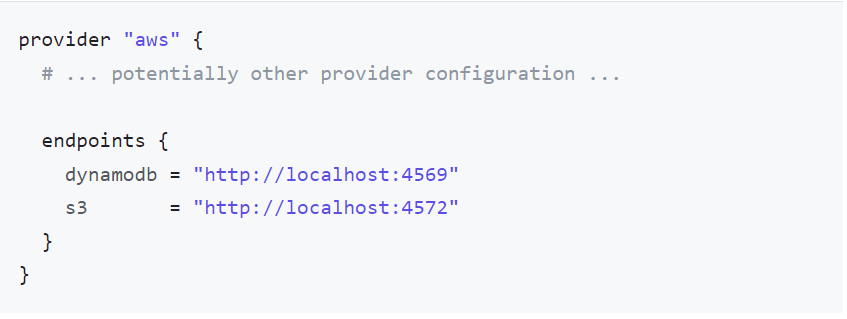 provider "aws" {
  # ... potentially other provider configuration ...
  endpoints {
    dynamodb = "http://localhost:4569"
    s3       = "http://localhost:4572"
  }
}